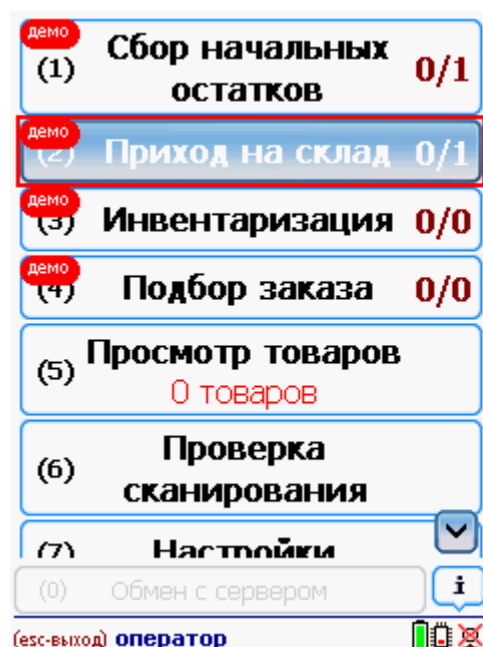 демо
(1) Сбор начальных
остатков 0/1
демо
(2) Приход на склад 0/1
демо
(3) Инвентаризация 0/0
демо
(4) Подбор заказа 0/0
(5) Просмотр товаров
0 товаров
(6) Проверка
сканирования
(7) Настройки
(0) Обмен с сервером i
(esc-выход) оператор